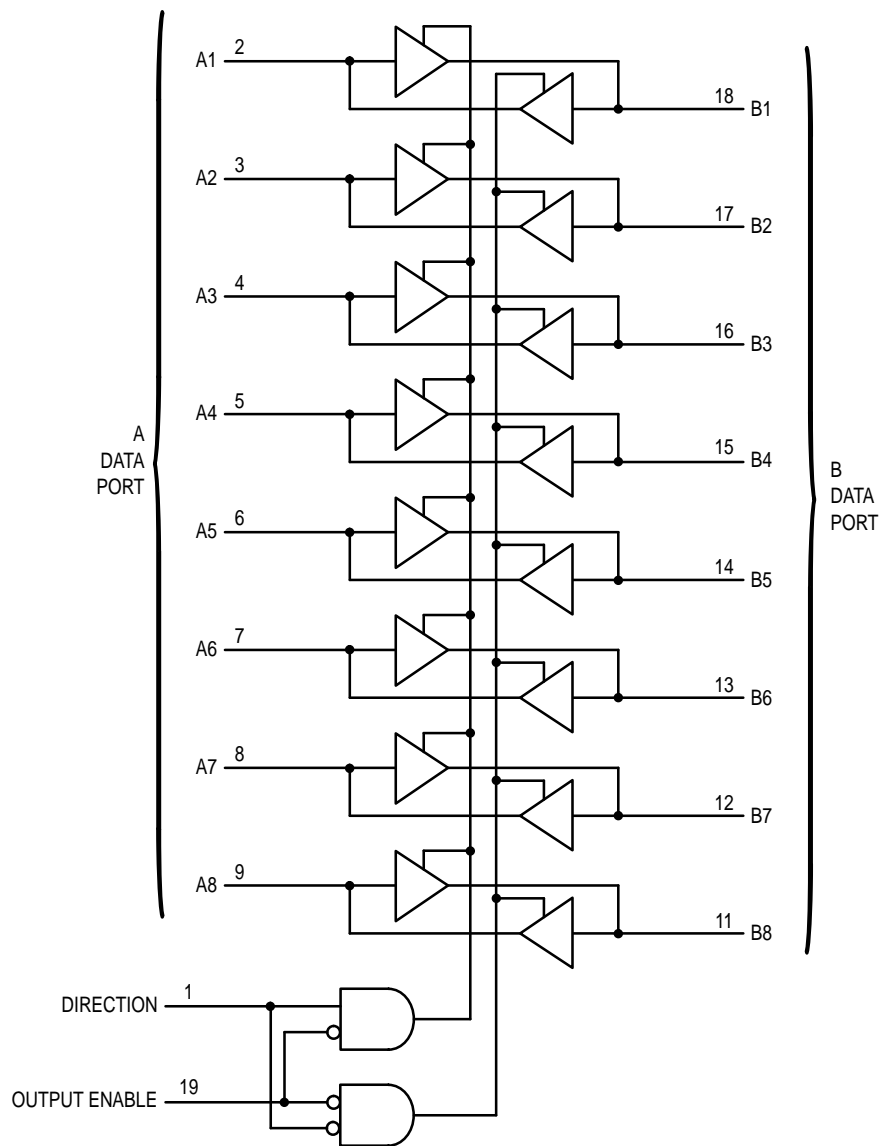 A1 2
18 B1
A2 3
17 B2
A3 4
16 B3
A4 5
15 B4
A
DATA
PORT
B
DATA
PORT
A5 6
14 B5
A6 7
13 B6
A7 8
12 B7
A8 9
11 B8
DIRECTION 1
OUTPUT ENABLE 19